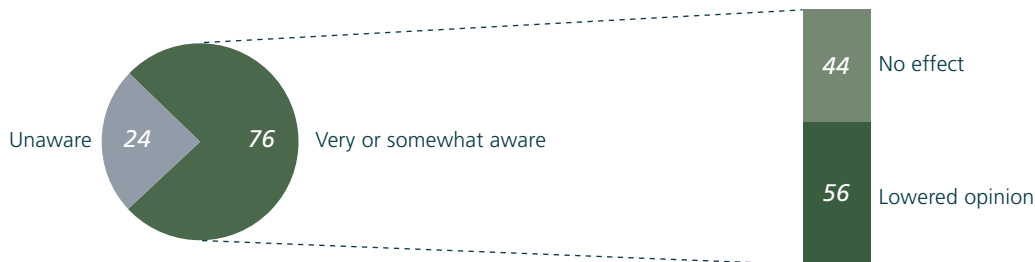 44 No effect
Unaware 24 76 Very or somewhat aware
56 Lowered opinion